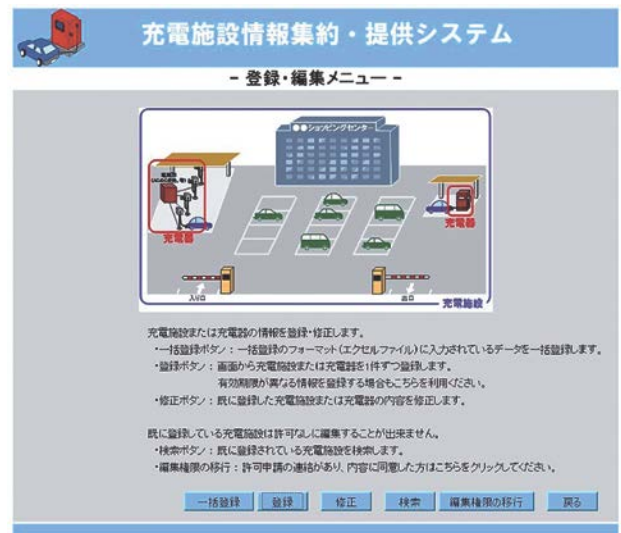 充電施設情報集約・提供システム
- 登録・編集メニュー -
●●ショッピングセンター
充電器
充電器
入り口
出口
充電施設
充電施設または充電器の情報を登録・修正します。
・一括登録ボタン：一括登録のフォーマット(エクセルファイル)に入力されているデータを一括登録します。
・登録ボタン：画面から充電施設または充電器を1件ずつ登録します。
有効期限が異なる情報を登録する場合もこちらを利用ください。
・修正ボタン：既に登録した充電施設または充電器の内容を修正します。
既に登録している充電施設は許可なしに編集することが出来ません。
・検索ボタン：既に登録されている充電施設を検索します。
・編集権限の移行：許可申請の連絡があり、内容に同意した方はこちらをクリックしてください。
一括登録 登録 修正 検索 編集権限の移行 戻る